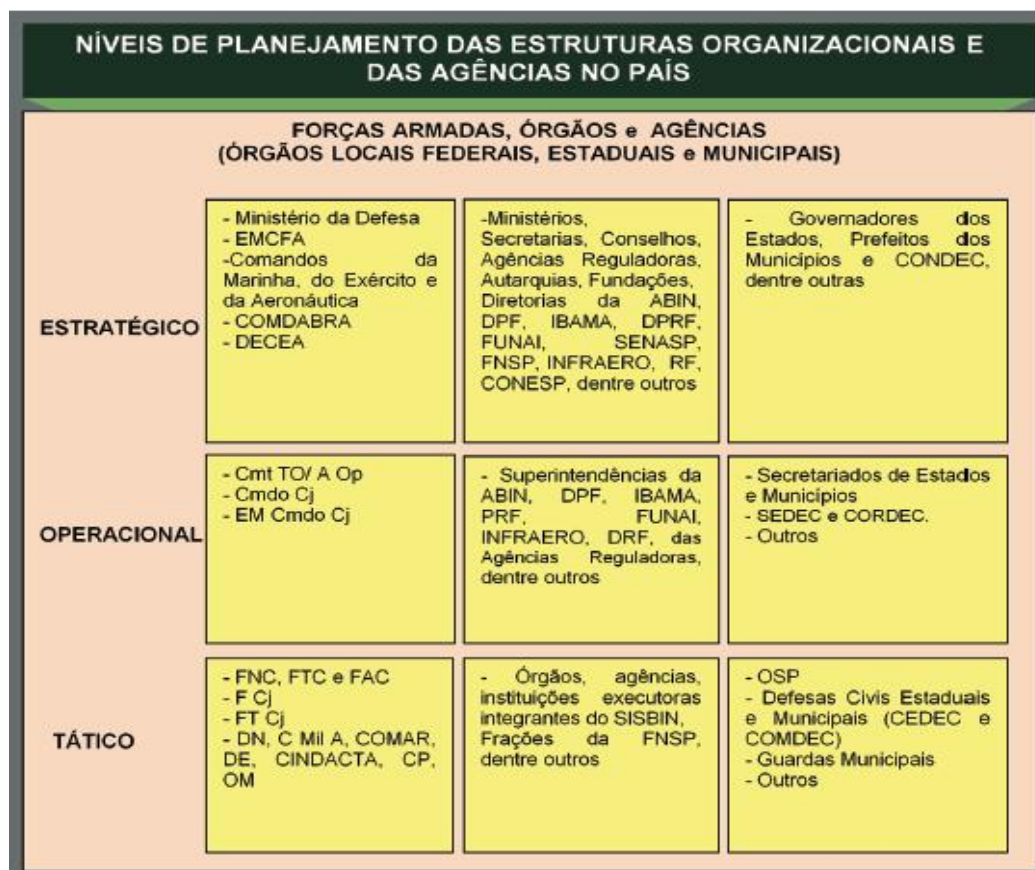 NÍVEIS DE PLANEJAMENTO DAS ESTRUTURAS ORGANIZACIONAIS E
DAS AGÊNCIAS NO PAÍS
FORÇAS ARMADAS, ÓRGÃOS e AGÊNCIAS
(ÓRGÃOS LOCAIS FEDERAIS, ESTADUAIS e MUNICIPAIS)
ESTRATÉGICO
- Ministério da Defesa
- EMCFA
-Comandos da
Marinha, do Exército e
da Aeronáutica
- COMDABRA
- DECEA
-Ministérios,
Secretarias, Conselhos,
Agências Reguladoras,
Autarquias, Fundações,
Diretorias da ABIN,
DPF, IBAMA, DPRF,
FUNAI, SENASP,
FNSP, INFRAERO, RF,
CONESP, dentre outros
- Governadores dos
Estados, Prefeitos dos
Municípios e CONDEC,
dentre outras
OPERACIONAL
- Cmt TO/ A Op
- Cmdo Cj
- EM Cmdo Cj
- Superintendências da
ABIN, DPF, IBAMA,
PRF, FUNAI,
INFRAERO, DRF, das
Agências Reguladoras,
dentre outros
- Secretariados de Estados
e Municípios
- SEDEC e CORDEC.
- Outros
TÁTICO
- FNC, FTC e FAC
- F Cj
- FT Cj
- DN, C Mil A, COMAR,
DE, CINDACTA, CP,
OM
- Órgãos, agências,
instituições executoras
integrantes do SISBIN,
Frações da FNSP,
dentre outros
- OSP
- Defesas Civis Estaduais
e Municipais (CEDEC e
COMDEC)
- Guardas Municipais
- Outros